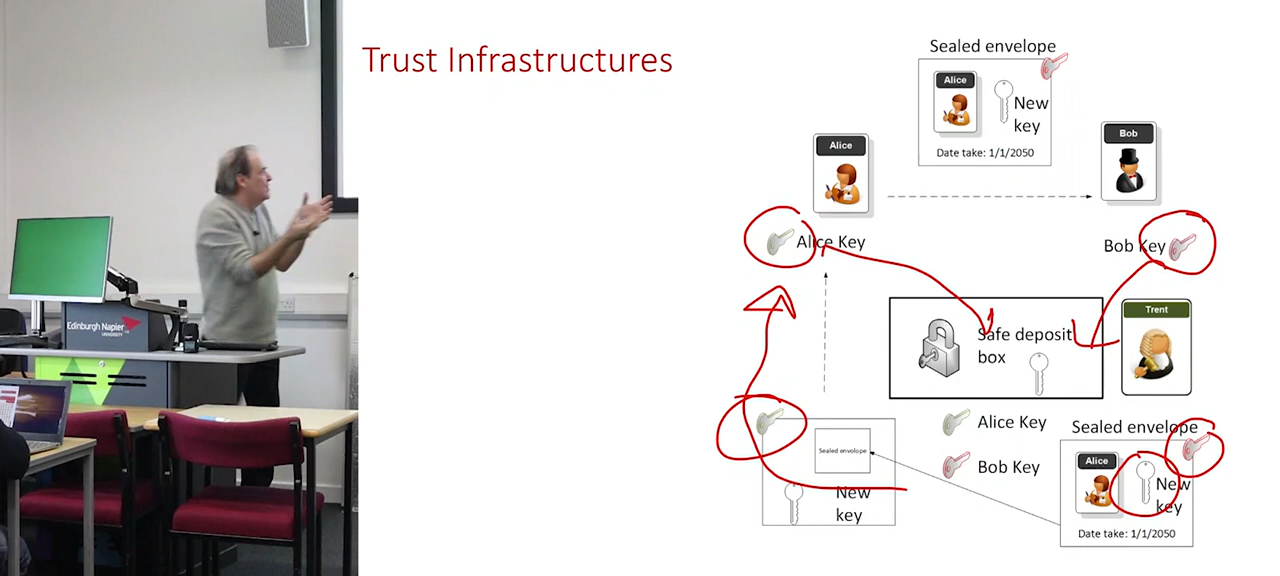 Trust Infrastructures
Sealed envelope
Alice
New
key
Date take: 1/1/2050
Alice
Bob
Alice Key
Bob Key
Safe deposit
box
Trent
Alice Key
Bob Key
Sealed envelope
New
key
Sealed envelope
Alice
New
key
Date take: 1/1/2050
Edinburgh Napier
UNIVERSITY